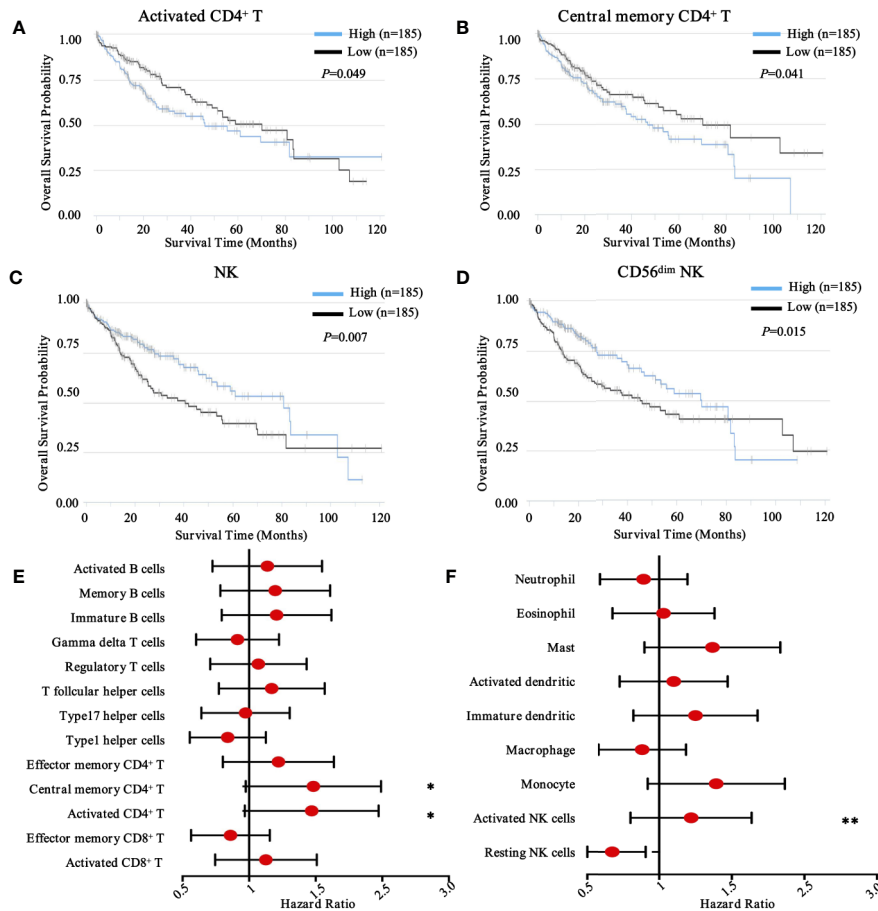 A
Activated CD4⁺ T
High (n=185)
Low (n=185)
P=0.049
Overall Survival Probability
1.00
0.75
0.50
0.25
0.00
0 20 40 60 80 100 120
Survival Time (Months)
B
Central memory CD4⁺ T
High (n=185)
Low (n=185)
P=0.041
Overall Survival Probability
1.00
0.75
0.50
0.25
0.00
0 20 40 60 80 100 120
Survival Time (Months)
C
NK
High (n=185)
Low (n=185)
P=0.007
Overall Survival Probability
1.00
0.75
0.50
0.25
0.00
0 20 40 60 80 100 120
Survival Time (Months)
D
CD56ᵈⁱᵐ NK
High (n=185)
Low (n=185)
P=0.015
Overall Survival Probability
1.00
0.75
0.50
0.25
0.00
0 20 40 60 80 100 120
Survival Time (Months)
E
Activated B cells
Memory B cells
Immature B cells
Gamma delta T cells
Regulatory T cells
T follcular helper cells
Type17 helper cells
Type1 helper cells
Effector memory CD4⁺ T
Central memory CD4⁺ T *
Activated CD4⁺ T *
Effector memory CD8⁺ T
Activated CD8⁺ T
0.5 1 1.5 2.5 3.0
Hazard Ratio
F
Neutrophil
Eosinophil
Mast
Activated dendritic
Immature dendritic
Macrophage
Monocyte
Activated NK cells **
Resting NK cells
0.5 1 1.5 2.5 3.0
Hazard Ratio